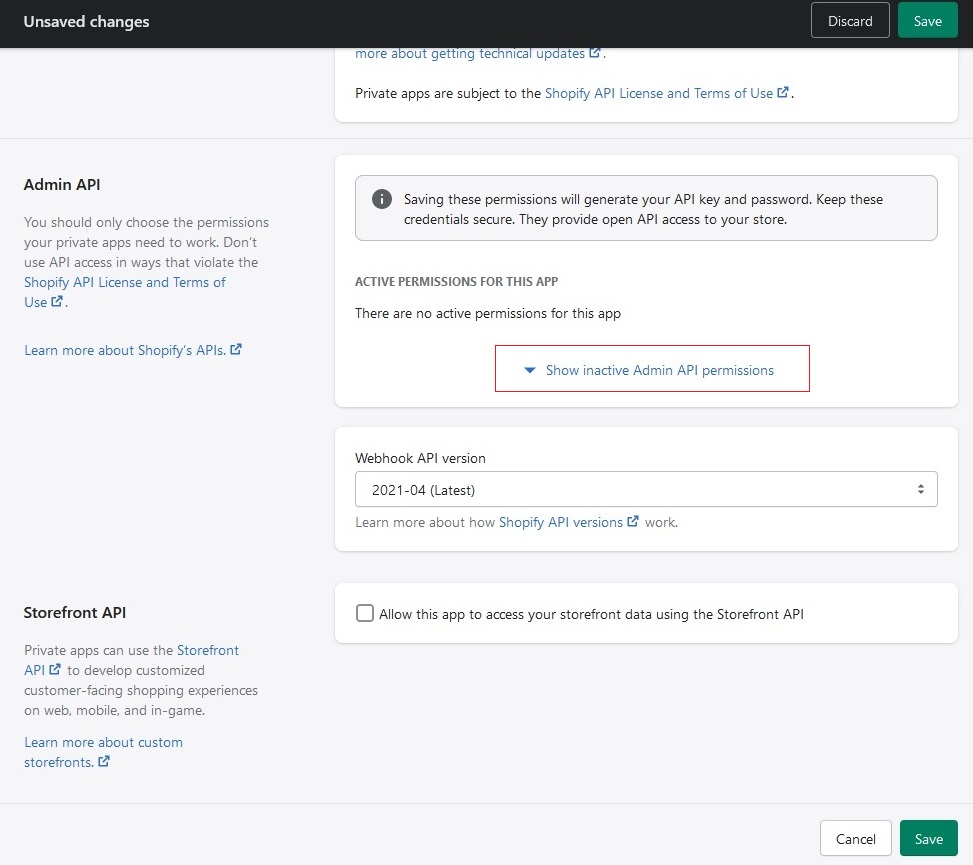 Unsaved changes
Discard
Save
more about getting technical updates.
Private apps are subject to the Shopify API License and Terms of Use.
Admin API
You should only choose the permissions
your private apps need to work. Don't
use API access in ways that violate the
Shopify API License and Terms of
Use.
Learn more about Shopify's APIs.
Saving these permissions will generate your API key and password. Keep these
credentials secure. They provide open API access to your store.
ACTIVE PERMISSIONS FOR THIS APP
There are no active permissions for this app
Show inactive Admin API permissions
Webhook API version
2021-04 (Latest)
Learn more about how Shopify API versions work.
Storefront API
Private apps can use the Storefront
API to develop customized
customer-facing shopping experiences
on web, mobile, and in-game.
Learn more about custom
storefronts.
Allow this app to access your storefront data using the Storefront API
Cancel
Save